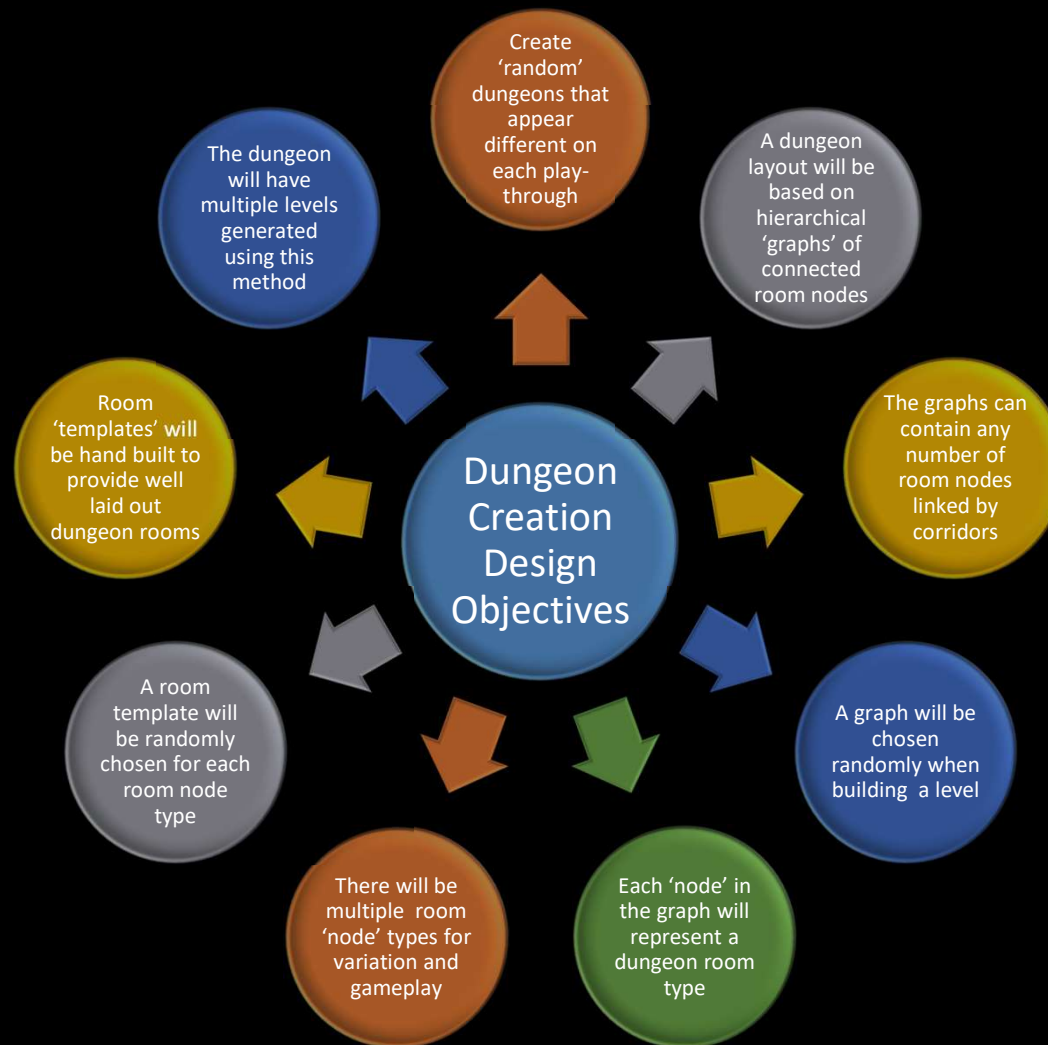 Dungeon
Creation
Design
Objectives
Create
‘random’
dungeons that
appear
different on
each play-
through
A dungeon
layout will be
based on
hierarchical
‘graphs’ of
connected
room nodes
The graphs can
contain any
number of
room nodes
linked by
corridors
A graph will be
chosen
randomly when
building a level
Each ‘node’ in
the graph will
represent a
dungeon room
type
There will be
multiple room
‘node’ types for
variation and
gameplay
A room
template will
be randomly
chosen for each
room node
type
Room
‘templates’ will
be hand built to
provide well
laid out
dungeon rooms
The dungeon
will have
multiple levels
generated
using this
method